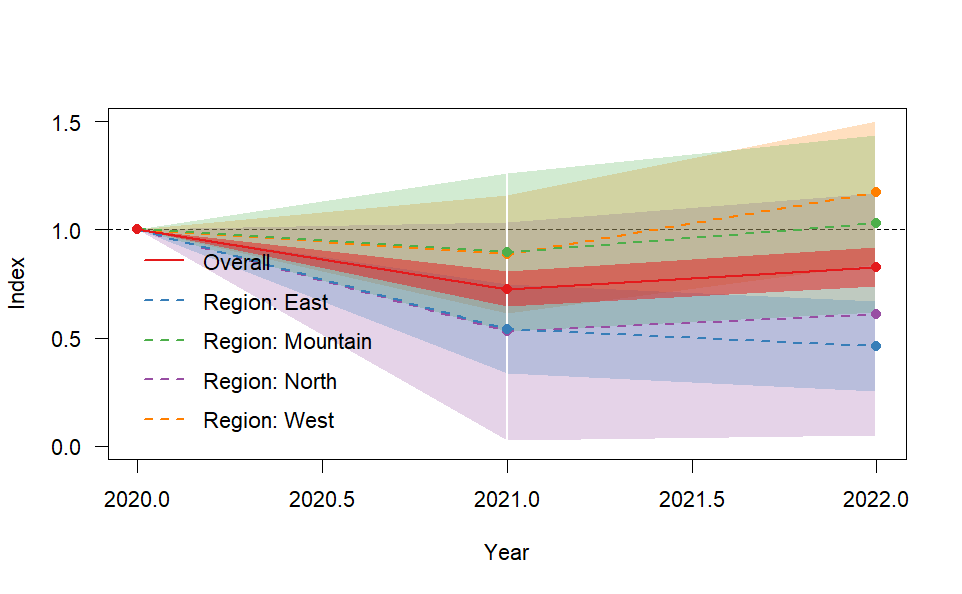 1.5
1.0
0.5
0.0
Index
Overall
Region: East
Region: Mountain
Region: North
Region: West
2020.0 2020.5 2021.0 2021.5 2022.0
Year